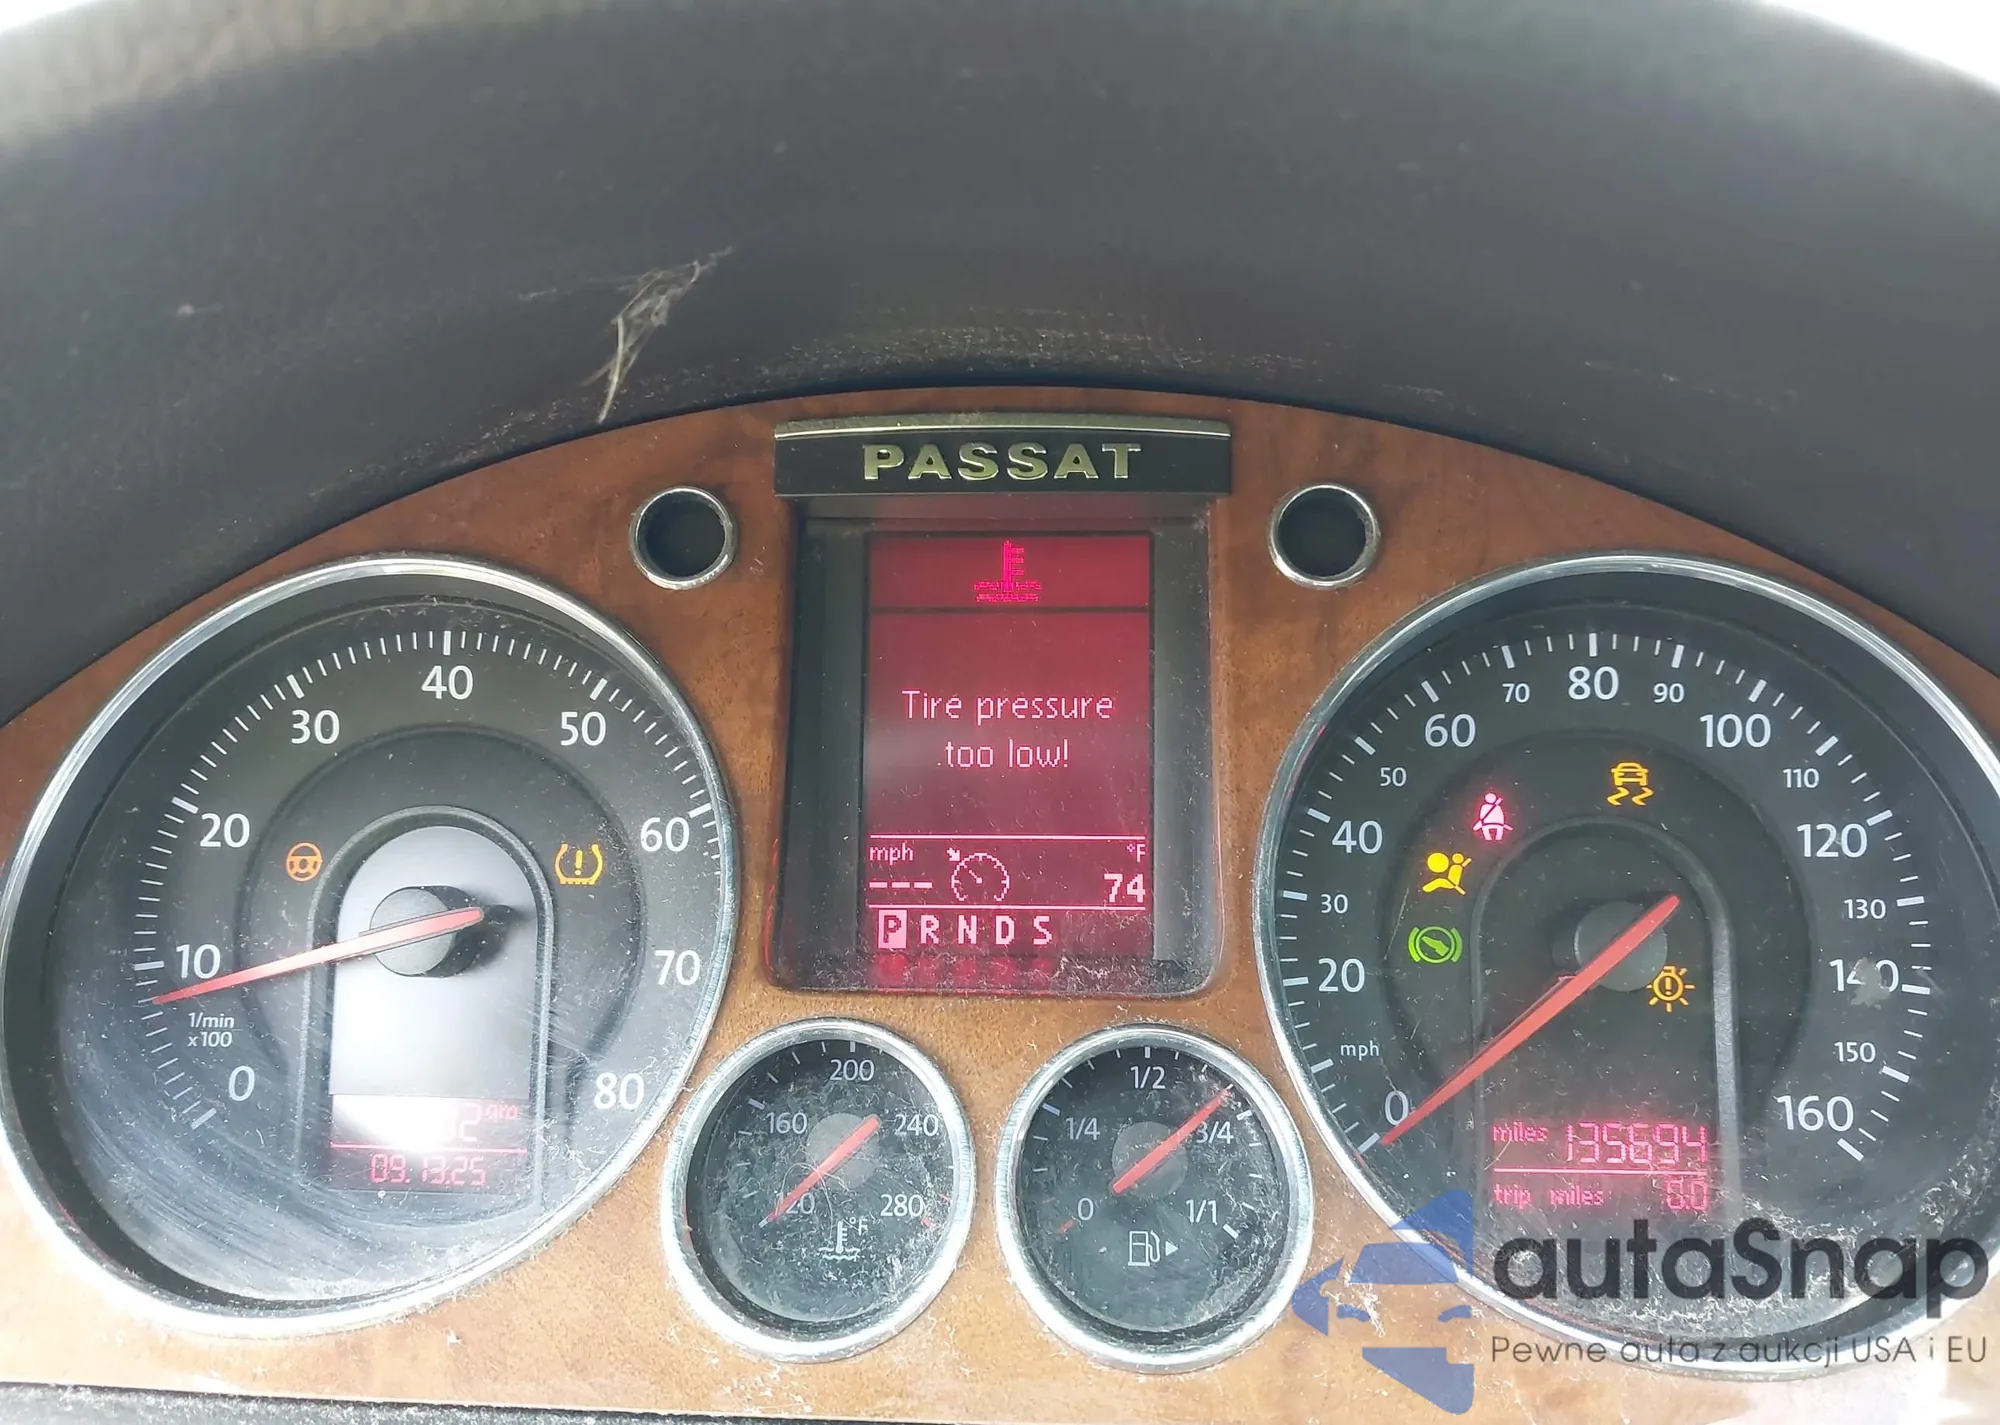 PASSAT
Tire pressure
too low!
mph °F
--- 74
P R N D S
0 10 20 30 40 50 60 70 80
1/min
x100
09.13.25
160 200 240 280
°F
0 1/4 1/2 3/4 1/1
0 20 30 40 50 60 70 80 90 100 110 120 130 140 150 160
mph
miles 135694
trip miles 0.0
autaSnap
Pewne auta z aukcji USA i EU